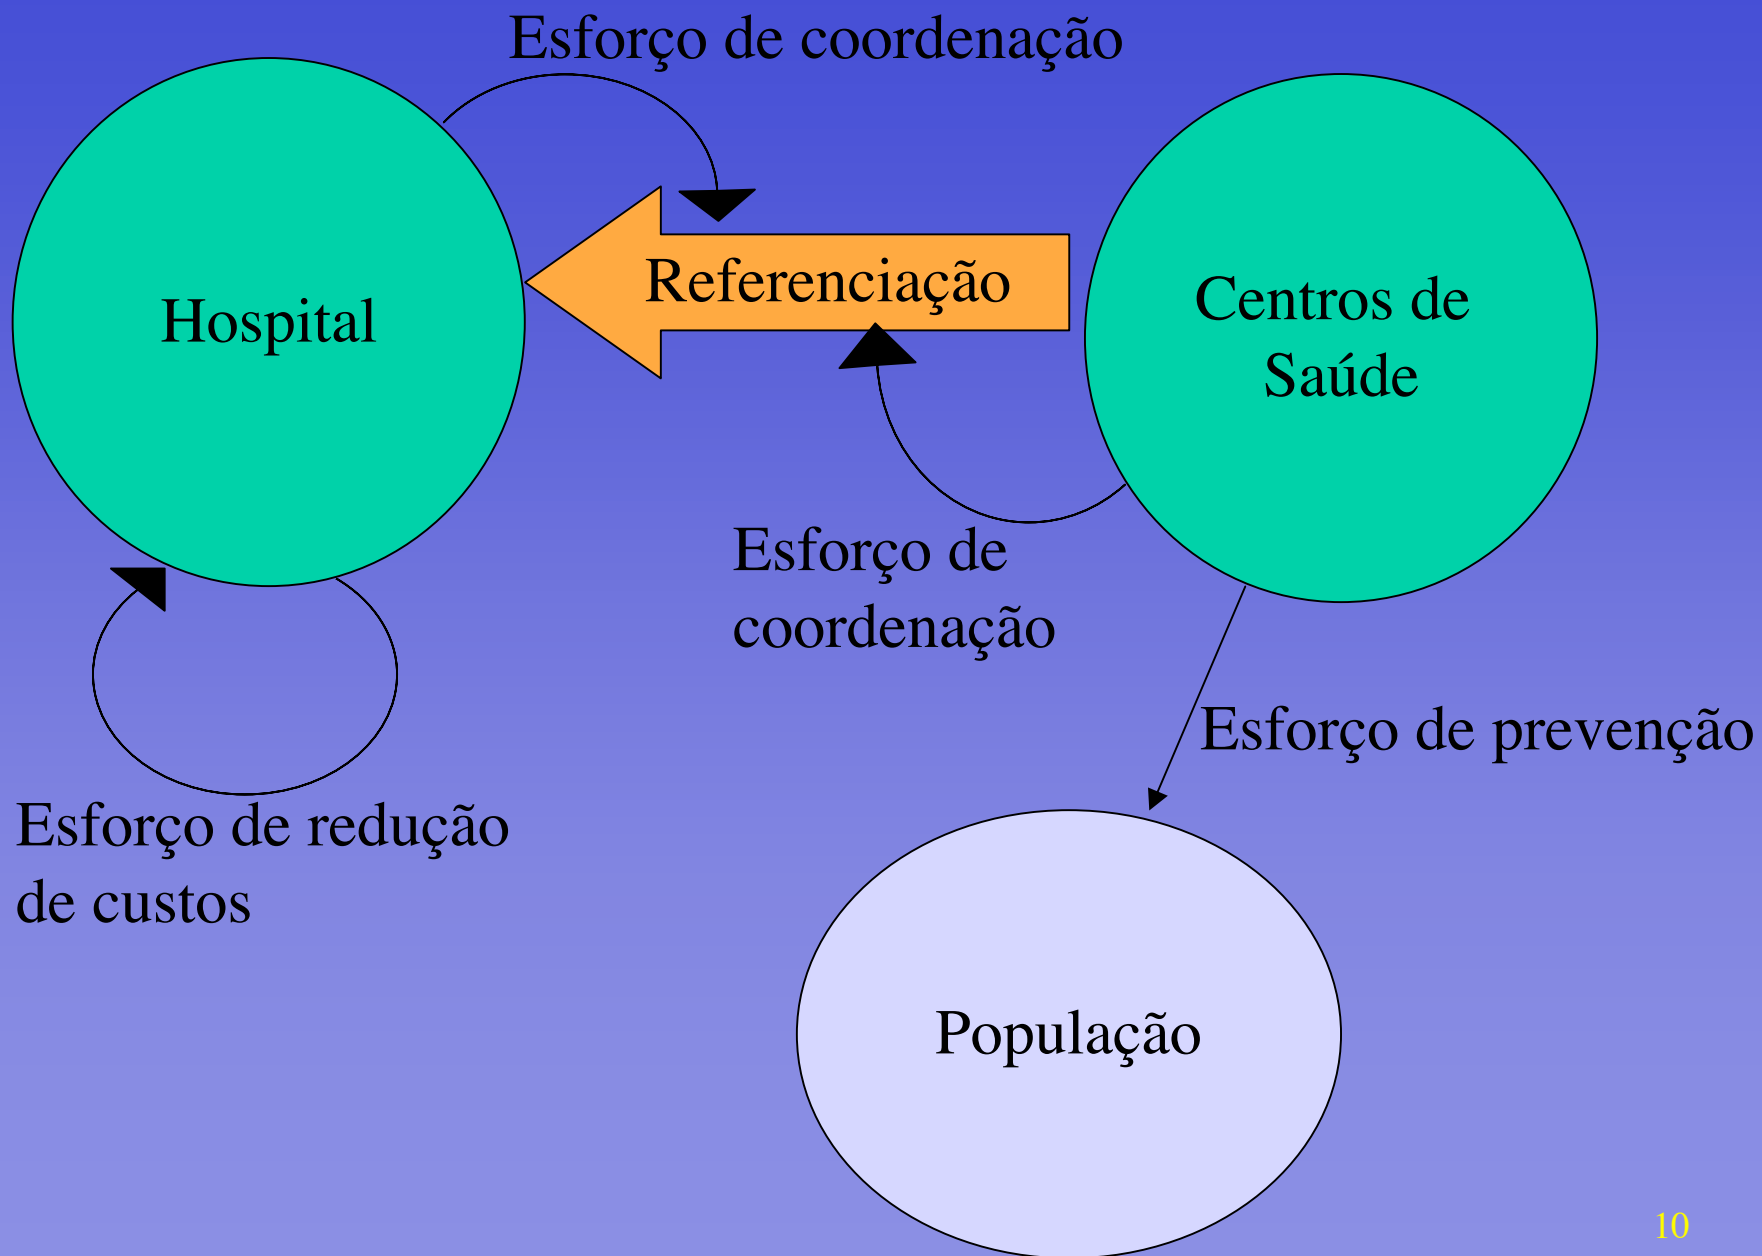 Esforço de coordenação
Referenciação
Hospital
Centros de
Saúde
Esforço de
coordenação
Esforço de prevenção
Esforço de redução
de custos
População
10